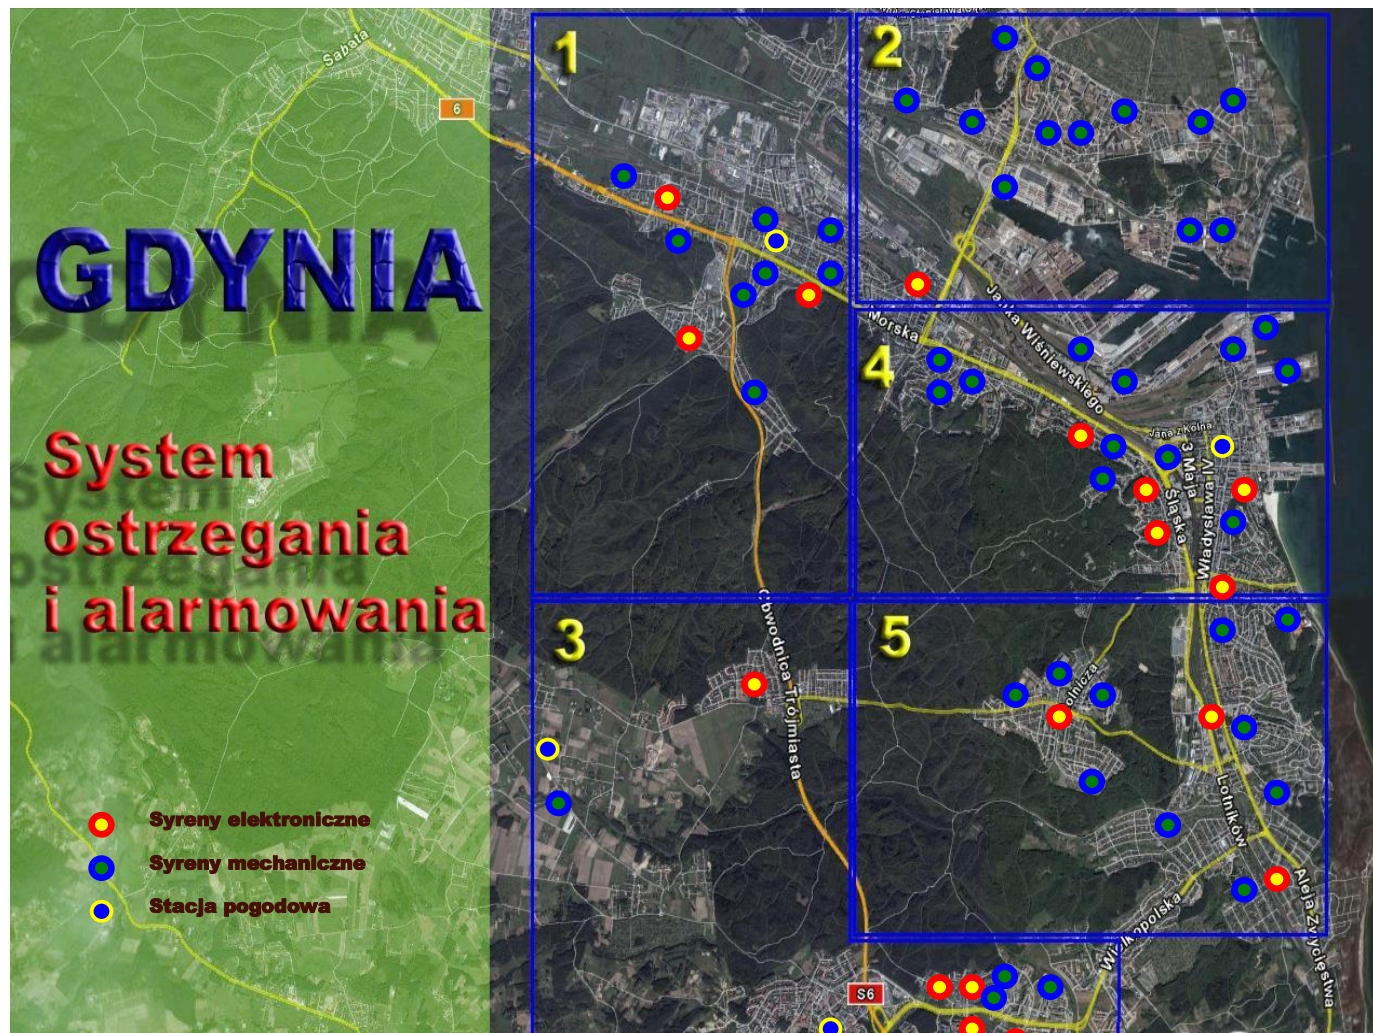 GDYNIA
System
ostrzegania
i alarmowania
Syreny elektroniczne
Syreny mechaniczne
Stacja pogodowa
Sabata
6
1
2
Janka Wiśniewskiego
Morska
4
Jana z Kolna
3 Maja
Śląska
Władysława IV
3
Obwodnica Trójmiasta
5
Lotników
Wielkopolska
Aleja Zwycięstwa
S6